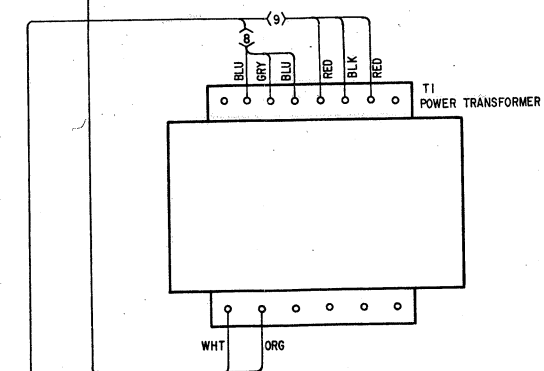 9
8
BLU
GRY
BLU
RED
BLK
RED
T1
POWER TRANSFORMER
WHT
ORG